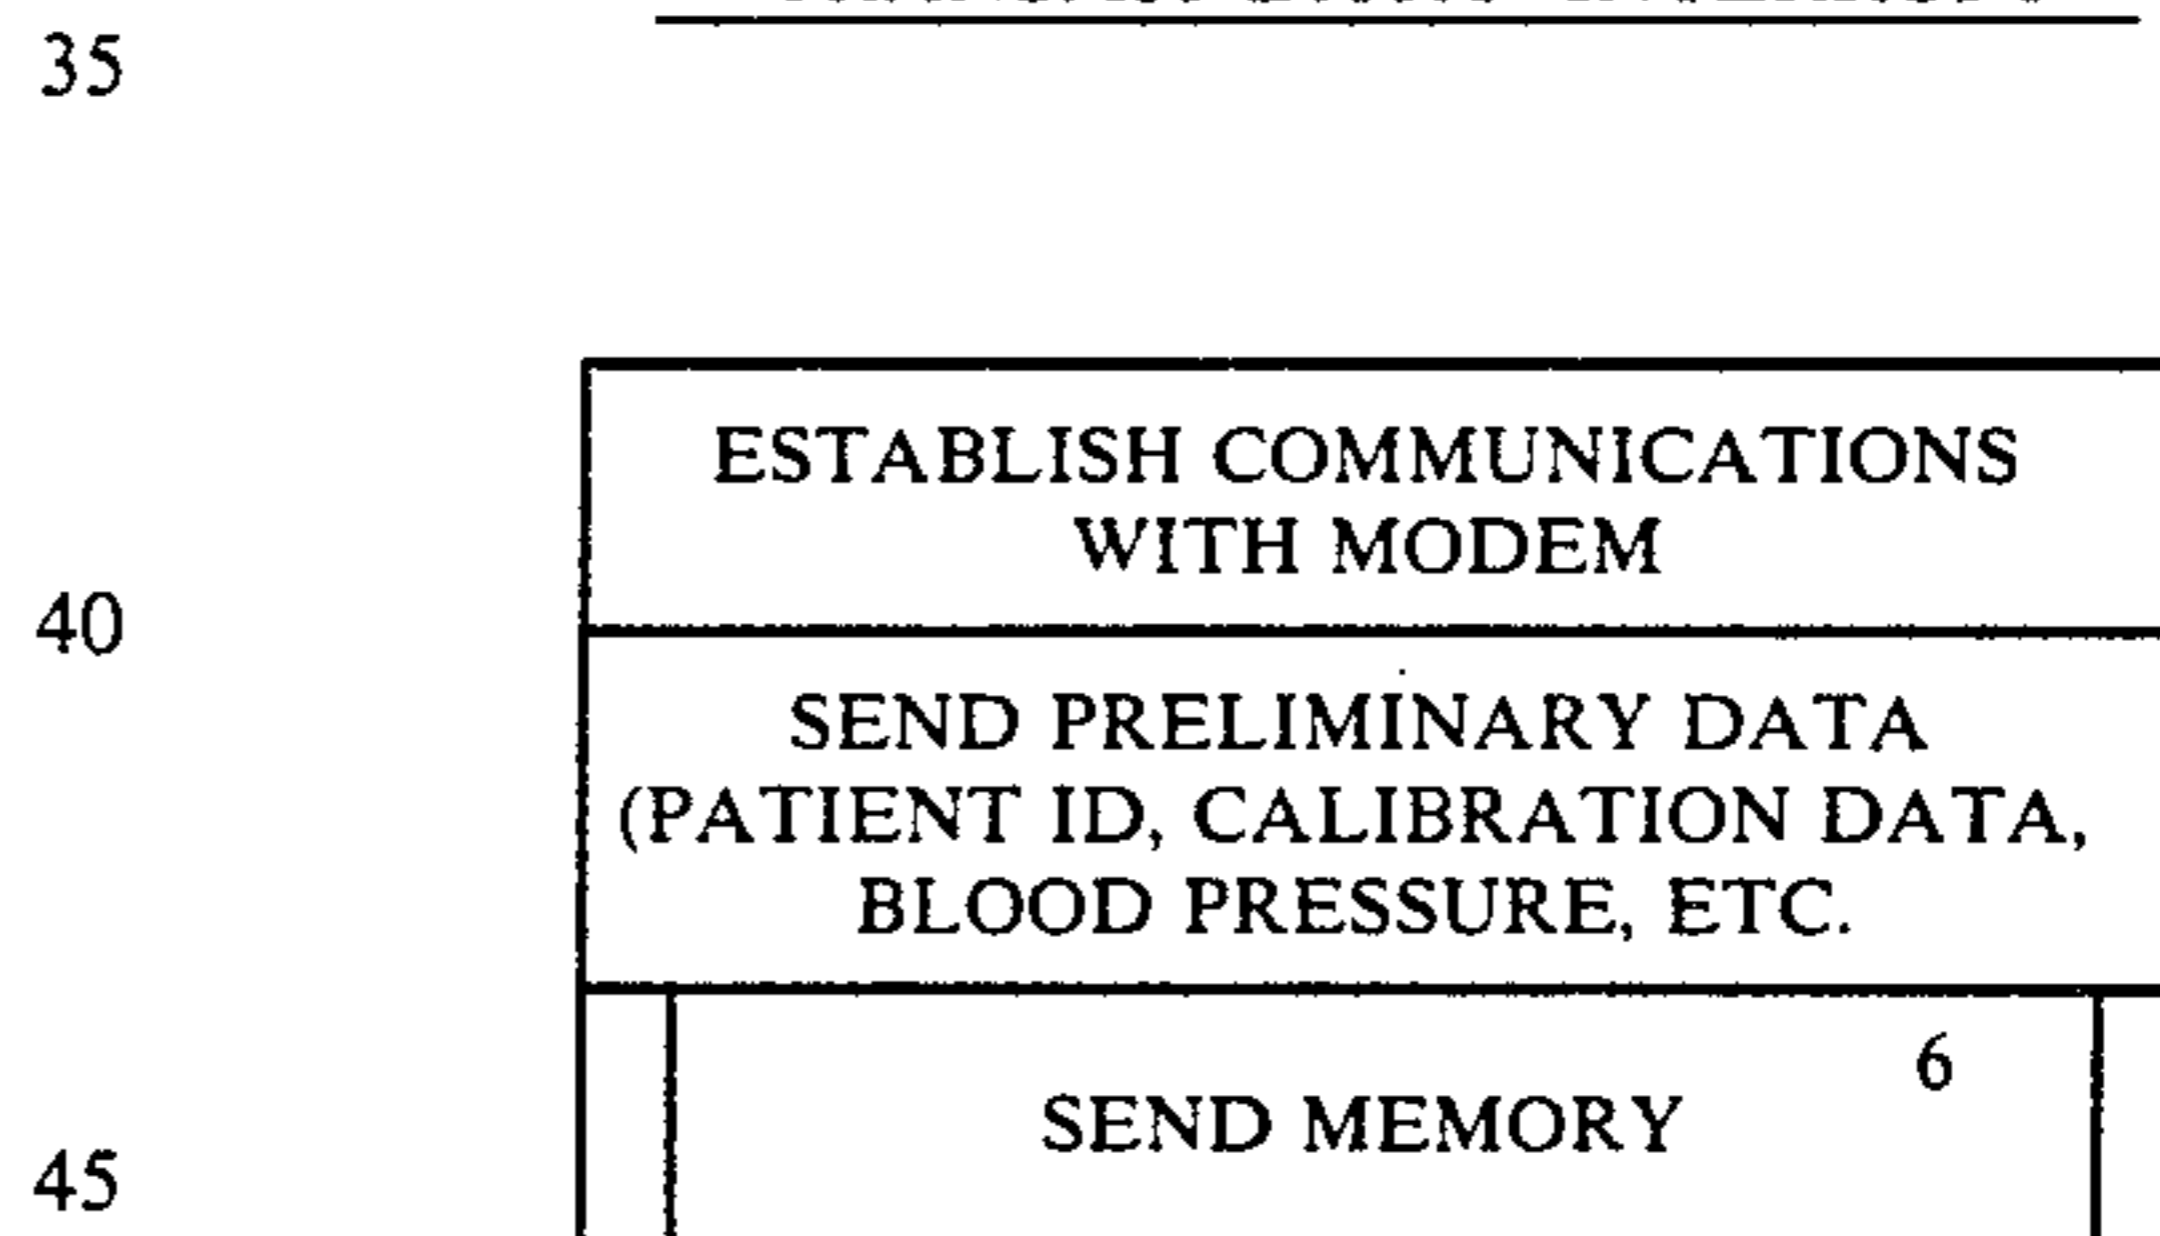 35
ESTABLISH COMMUNICATIONS
WITH MODEM
40
SEND PRELIMINARY DATA
(PATIENT ID, CALIBRATION DATA,
BLOOD PRESSURE, ETC.
6
SEND MEMORY
45